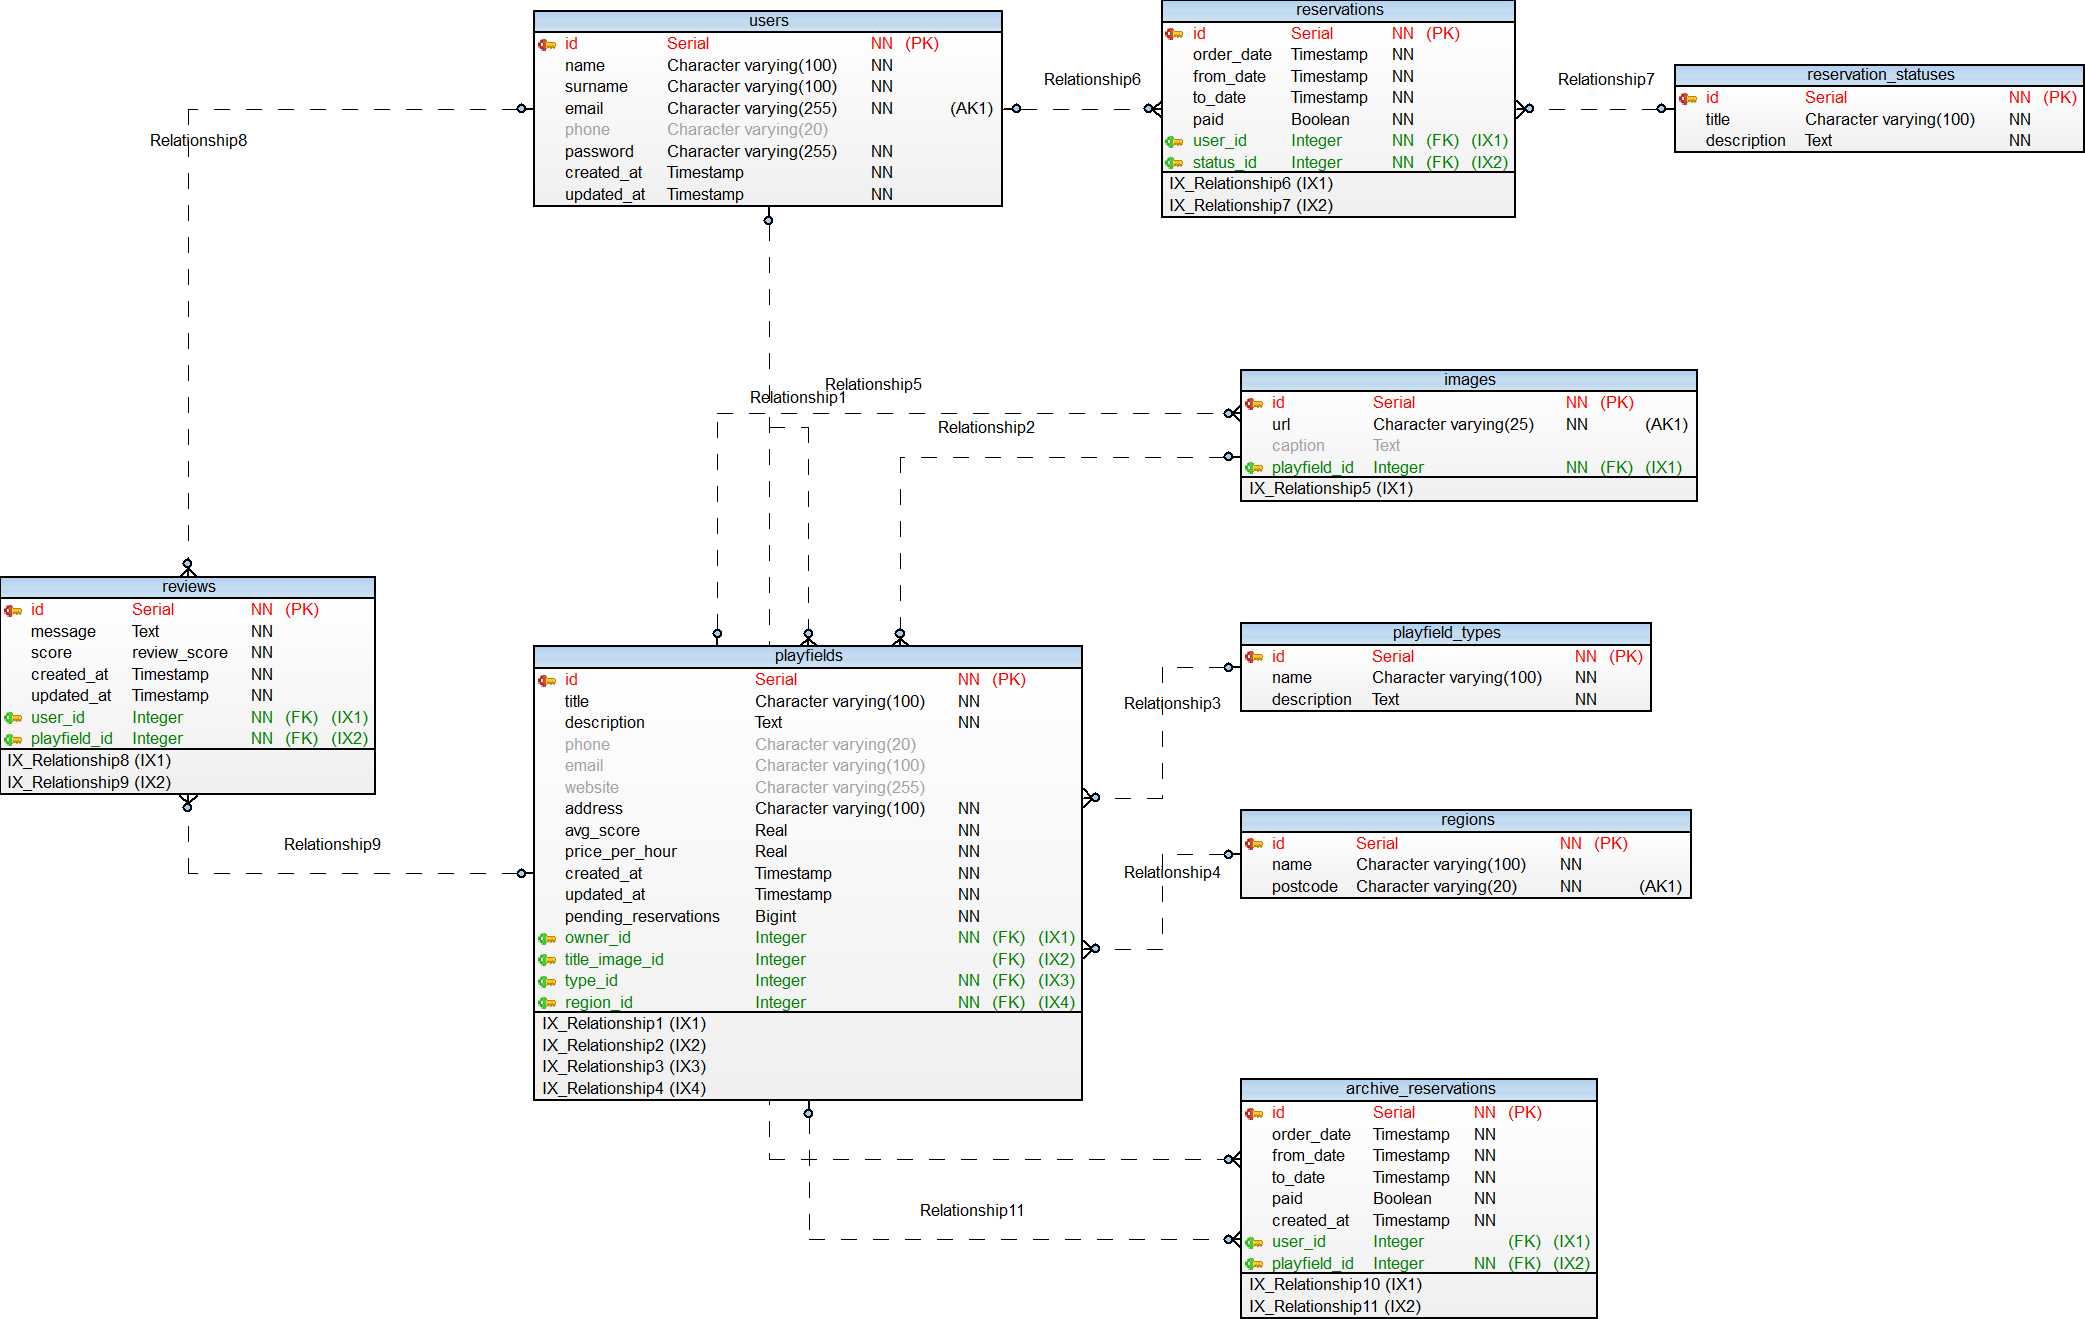 users
id Serial NN (PK)
name Character varying(100) NN
surname Character varying(100) NN
email Character varying(255) NN (AK1)
phone Character varying(20)
password Character varying(255) NN
created_at Timestamp NN
updated_at Timestamp NN
Relationship6
reservations
id Serial NN (PK)
order_date Timestamp NN
from_date Timestamp NN
to_date Timestamp NN
paid Boolean NN
user_id Integer NN (FK) (IX1)
status_id Integer NN (FK) (IX2)
IX_Relationship6 (IX1)
IX_Relationship7 (IX2)
Relationship7
reservation_statuses
id Serial NN (PK)
title Character varying(100) NN
description Text NN
Relationship8
Relationship5
Relationship1
Relationship2
images
id Serial NN (PK)
url Character varying(25) NN (AK1)
caption Text
playfield_id Integer NN (FK) (IX1)
IX_Relationship5 (IX1)
reviews
id Serial NN (PK)
message Text NN
score review_score NN
created_at Timestamp NN
updated_at Timestamp NN
user_id Integer NN (FK) (IX1)
playfield_id Integer NN (FK) (IX2)
IX_Relationship8 (IX1)
IX_Relationship9 (IX2)
Relationship9
playfields
id Serial NN (PK)
title Character varying(100) NN
description Text NN
phone Character varying(20)
email Character varying(100)
website Character varying(255)
address Character varying(100) NN
avg_score Real NN
price_per_hour Real NN
created_at Timestamp NN
updated_at Timestamp NN
pending_reservations Bigint NN
owner_id Integer NN (FK) (IX1)
title_image_id Integer (FK) (IX2)
type_id Integer NN (FK) (IX3)
region_id Integer NN (FK) (IX4)
IX_Relationship1 (IX1)
IX_Relationship2 (IX2)
IX_Relationship3 (IX3)
IX_Relationship4 (IX4)
Relationship3
playfield_types
id Serial NN (PK)
name Character varying(100) NN
description Text NN
Relationship4
regions
id Serial NN (PK)
name Character varying(100) NN
postcode Character varying(20) NN (AK1)
Relationship11
archive_reservations
id Serial NN (PK)
order_date Timestamp NN
from_date Timestamp NN
to_date Timestamp NN
paid Boolean NN
created_at Timestamp NN
user_id Integer (FK) (IX1)
playfield_id Integer NN (FK) (IX2)
IX_Relationship10 (IX1)
IX_Relationship11 (IX2)